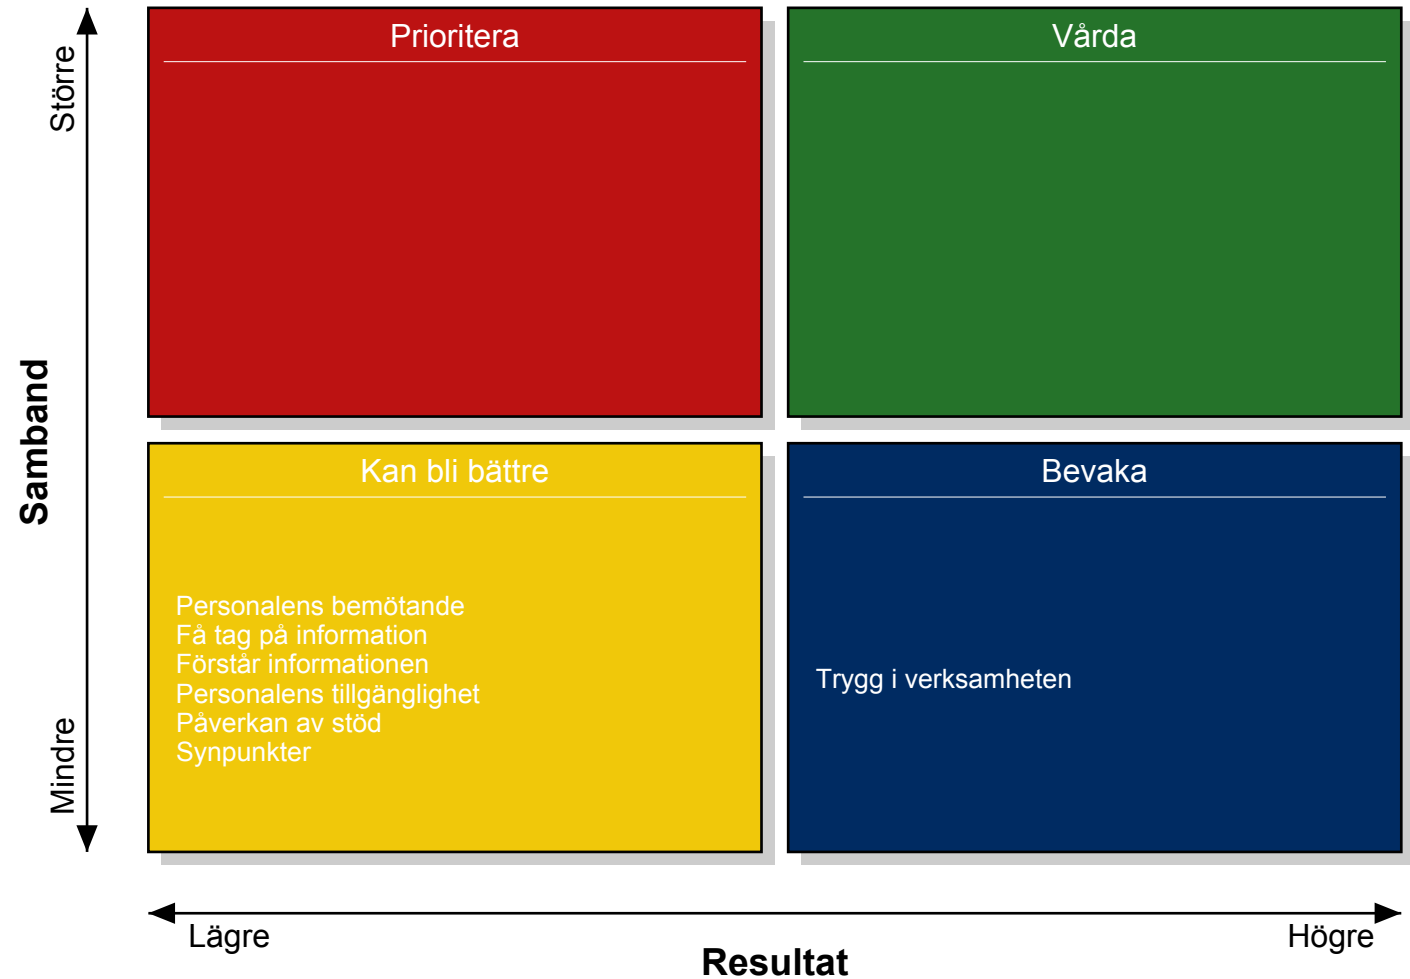 Större
Samband
Mindre
Prioritera
Vårda
Kan bli bättre
Personalens bemötande
Få tag på information
Förstår informationen
Personalens tillgänglighet
Påverkan av stöd
Synpunkter
Bevaka
Trygg i verksamheten
Lägre
Resultat
Högre